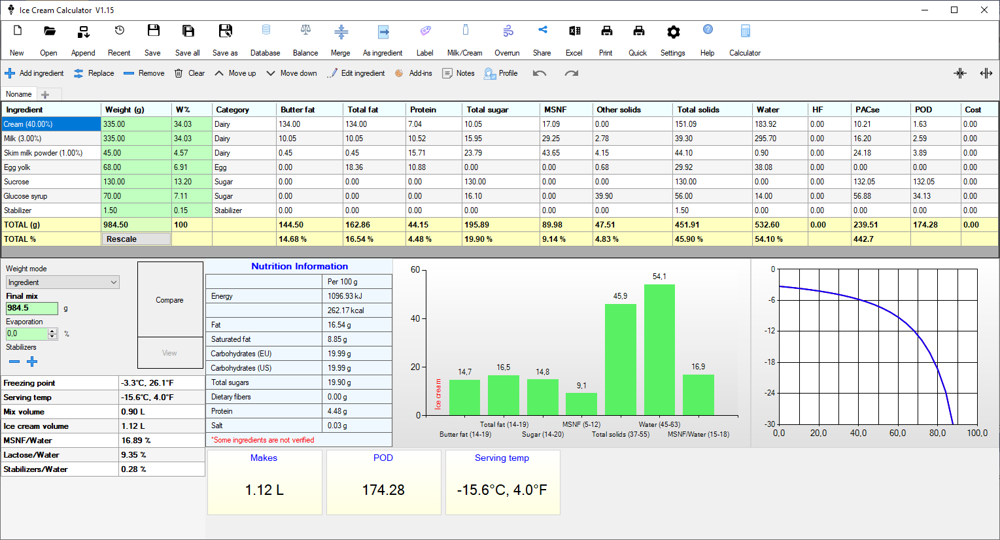 Ice Cream Calculator V1.15
New Open Append Recent Save Save all Save as Database Balance Merge As ingredient Label Milk/Cream Overrun Share Excel Print Quick Settings Help Calculator
Add ingredient Replace Remove Clear Move up Move down Edit ingredient Add-ins Notes Profile
Noname
Ingredient Weight (g) W% Category Butter fat Total fat Protein Total sugar MSNF Other solids Total solids Water HF PACse POD Cost
Cream (40.00%) 335.00 34.03 Dairy 134.00 134.00 7.04 10.05 17.09 0.00 151.09 183.92 0.00 10.21 1.63 0.00
Milk (3.00%) 335.00 34.03 Dairy 10.05 10.05 10.52 15.95 29.25 2.78 39.30 295.70 0.00 16.20 2.59 0.00
Skim milk powder (1.00%) 45.00 4.57 Dairy 0.45 0.45 15.71 23.79 43.65 4.15 44.10 0.90 0.00 24.18 3.89 0.00
Egg yolk 68.00 6.91 Egg 0.00 18.36 10.88 0.00 0.00 0.68 29.92 38.08 0.00 0.00 0.00 0.00
Sucrose 130.00 13.20 Sugar 0.00 0.00 0.00 130.00 0.00 0.00 130.00 0.00 0.00 132.05 132.05 0.00
Glucose syrup 70.00 7.11 Sugar 0.00 0.00 0.00 16.10 0.00 39.90 56.00 14.00 0.00 56.88 34.13 0.00
Stabilizer 1.50 0.15 Stabilizer 0.00 0.00 0.00 0.00 0.00 0.00 1.50 0.00 0.00 0.00 0.00 0.00
TOTAL (g) 984.50 100 144.50 162.86 44.15 195.89 89.98 47.51 451.91 532.60 0.00 239.51 174.28 0.00
TOTAL % Rescale 14.68 % 16.54 % 4.48 % 19.90 % 9.14 % 4.83 % 45.90 % 54.10 % 442.7
Weight mode
Ingredient
Final mix
984.5 g
Evaporation
0,0 %
Stabilizers
Compare
View
Freezing point -3.3°C, 26.1°F
Serving temp -15.6°C, 4.0°F
Mix volume 0.90 L
Ice cream volume 1.12 L
MSNF/Water 16.89 %
Lactose/Water 9.35 %
Stabilizers/Water 0.28 %
Nutrition Information
Per 100 g
Energy 1096.93 kJ
262.17 kcal
Fat 16.54 g
Saturated fat 8.85 g
Carbohydrates (EU) 19.99 g
Carbohydrates (US) 19.99 g
Total sugars 19.90 g
Dietary fibers 0.00 g
Protein 4.48 g
Salt 0.03 g
*Some ingredients are not verified
60
40
20
0
Ice cream
14,7 16,5 14,8 9,1 45,9 54,1 16,9
Total fat (14-19) MSNF (5-12) Water (45-63)
Butter fat (14-19) Sugar (14-20) Total solids (37-55) MSNF/Water (15-18)
0
-6
-12
-18
-24
-30
0,0 20,0 40,0 60,0 80,0 100,0
Makes
1.12 L
POD
174.28
Serving temp
-15.6°C, 4.0°F